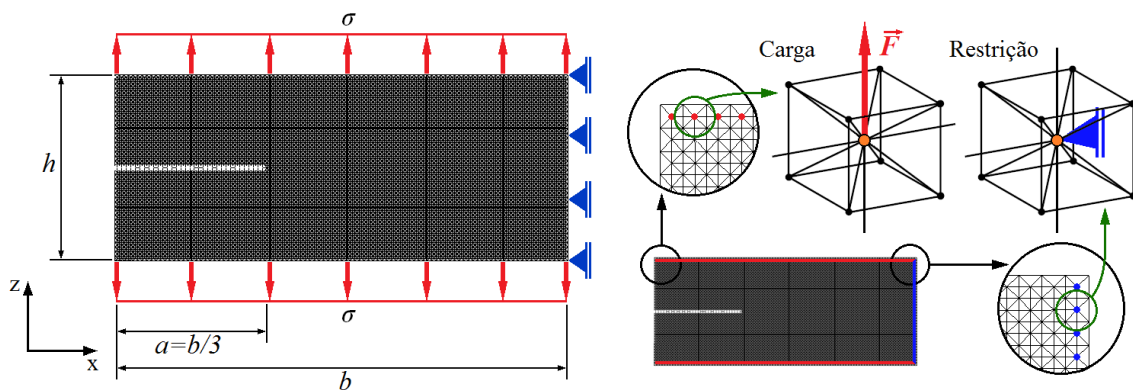 σ
h
z
x
a=b/3
b
σ
Carga
F
Restrição